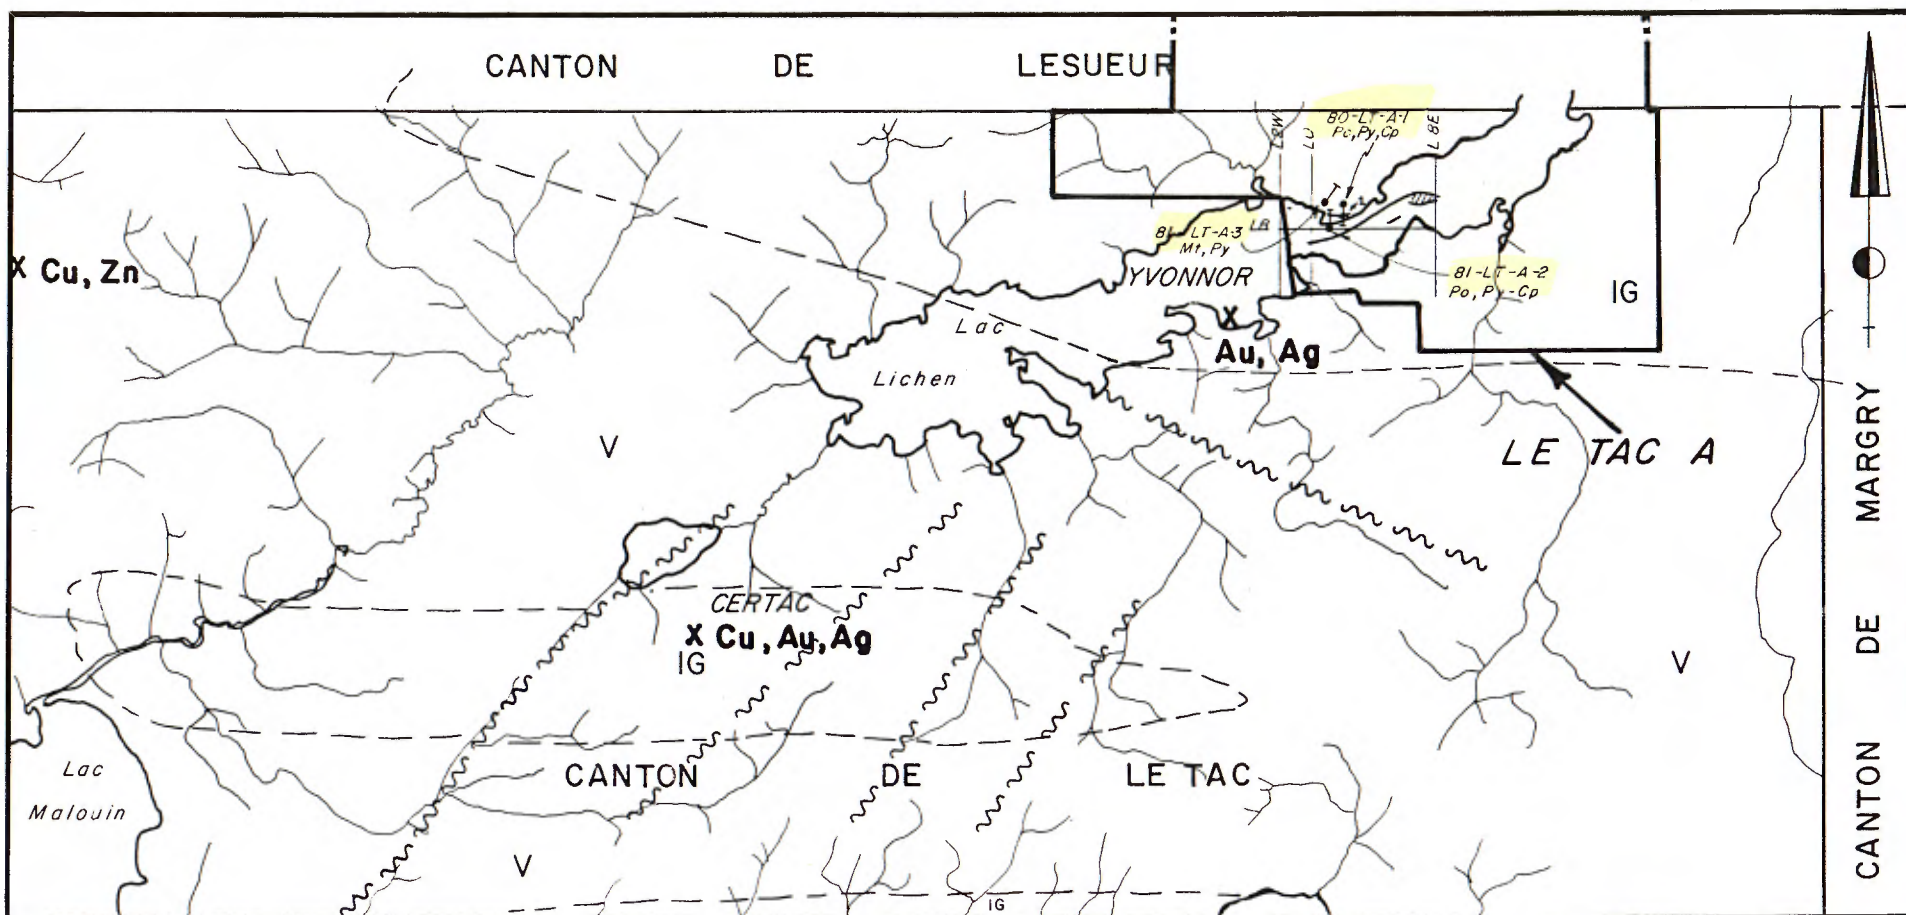 CANTON DE LESUEUR
L8W
L0
80-LT-A-1
Po, Py, Cp
L 8E
81-LT-A-3
Mt, Py
LB
YVONNOR
81-LT-A-2
Po, Py-Cp
IG
X Cu, Zn
X
Au, Ag
Lac
Lichen
LE TAC A
V
CERTAC
X Cu, Au, Ag
IG
V
Lac
Malouin
CANTON DE LE TAC
V
IG
CANTON DE MARGRY